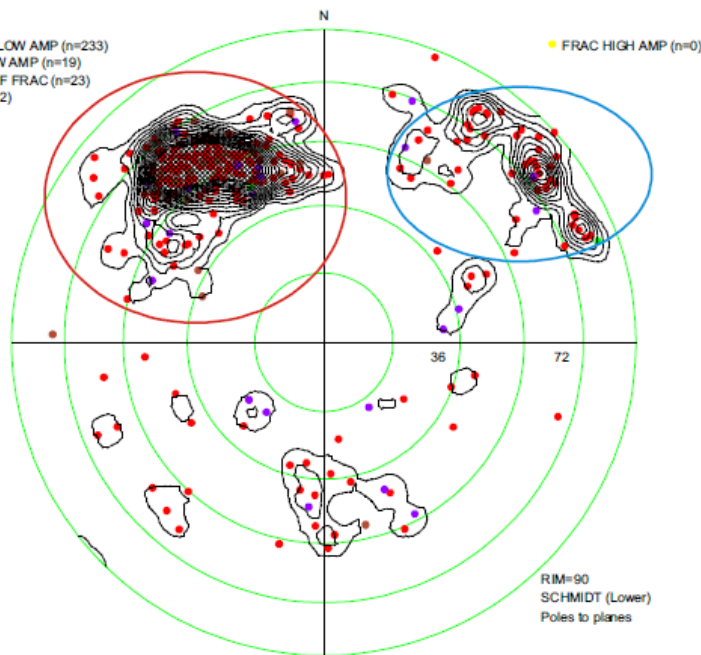 N
LOW AMP (n=233)
W AMP (n=19)
F FRAC (n=23)
2)
FRAC HIGH AMP (n=0)
36 72
RIM=90
SCHMIDT (Lower)
Poles to planes